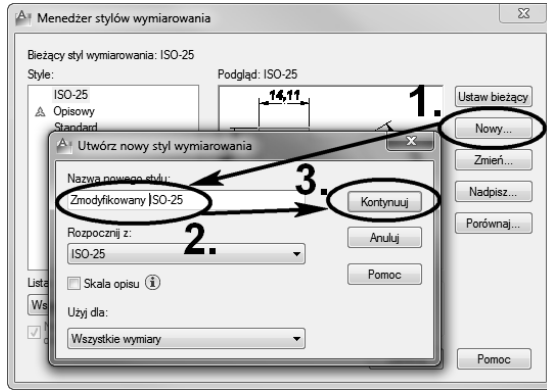 Menedżer stylów wymiarowania
Bieżący styl wymiarowania: ISO-25
Style:
Podgląd: ISO-25
ISO-25
Opisowy
Standard
14,11
1.
Ustaw bieżący
Nowy...
Zmień...
Nadpisz...
Porównaj...
Utwórz nowy styl wymiarowania
Nazwa nowego stylu:
Zmodyfikowany ISO-25
3.
Kontynuuj
2.
Rozpocznij z:
ISO-25
Anuluj
Skala opisu
Pomoc
Użyj dla:
Wszystkie wymiary
Lista
Ws
Pomoc